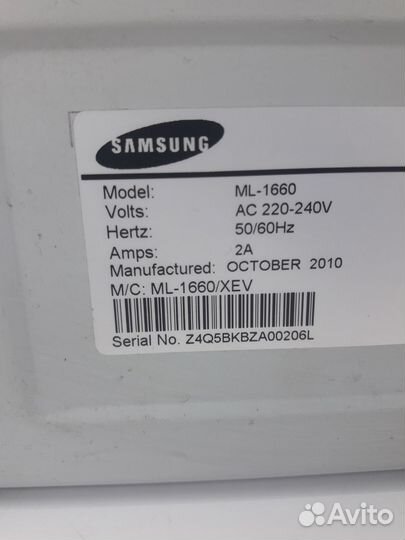 SAMSUNG
Model: ML-1660
Volts: AC 220-240V
Hertz: 50/60Hz
Amps: 2A
Manufactured: OCTOBER 2010
M/C: ML-1660/XEV
Serial No. Z4Q5BKBZA00206L
Avito